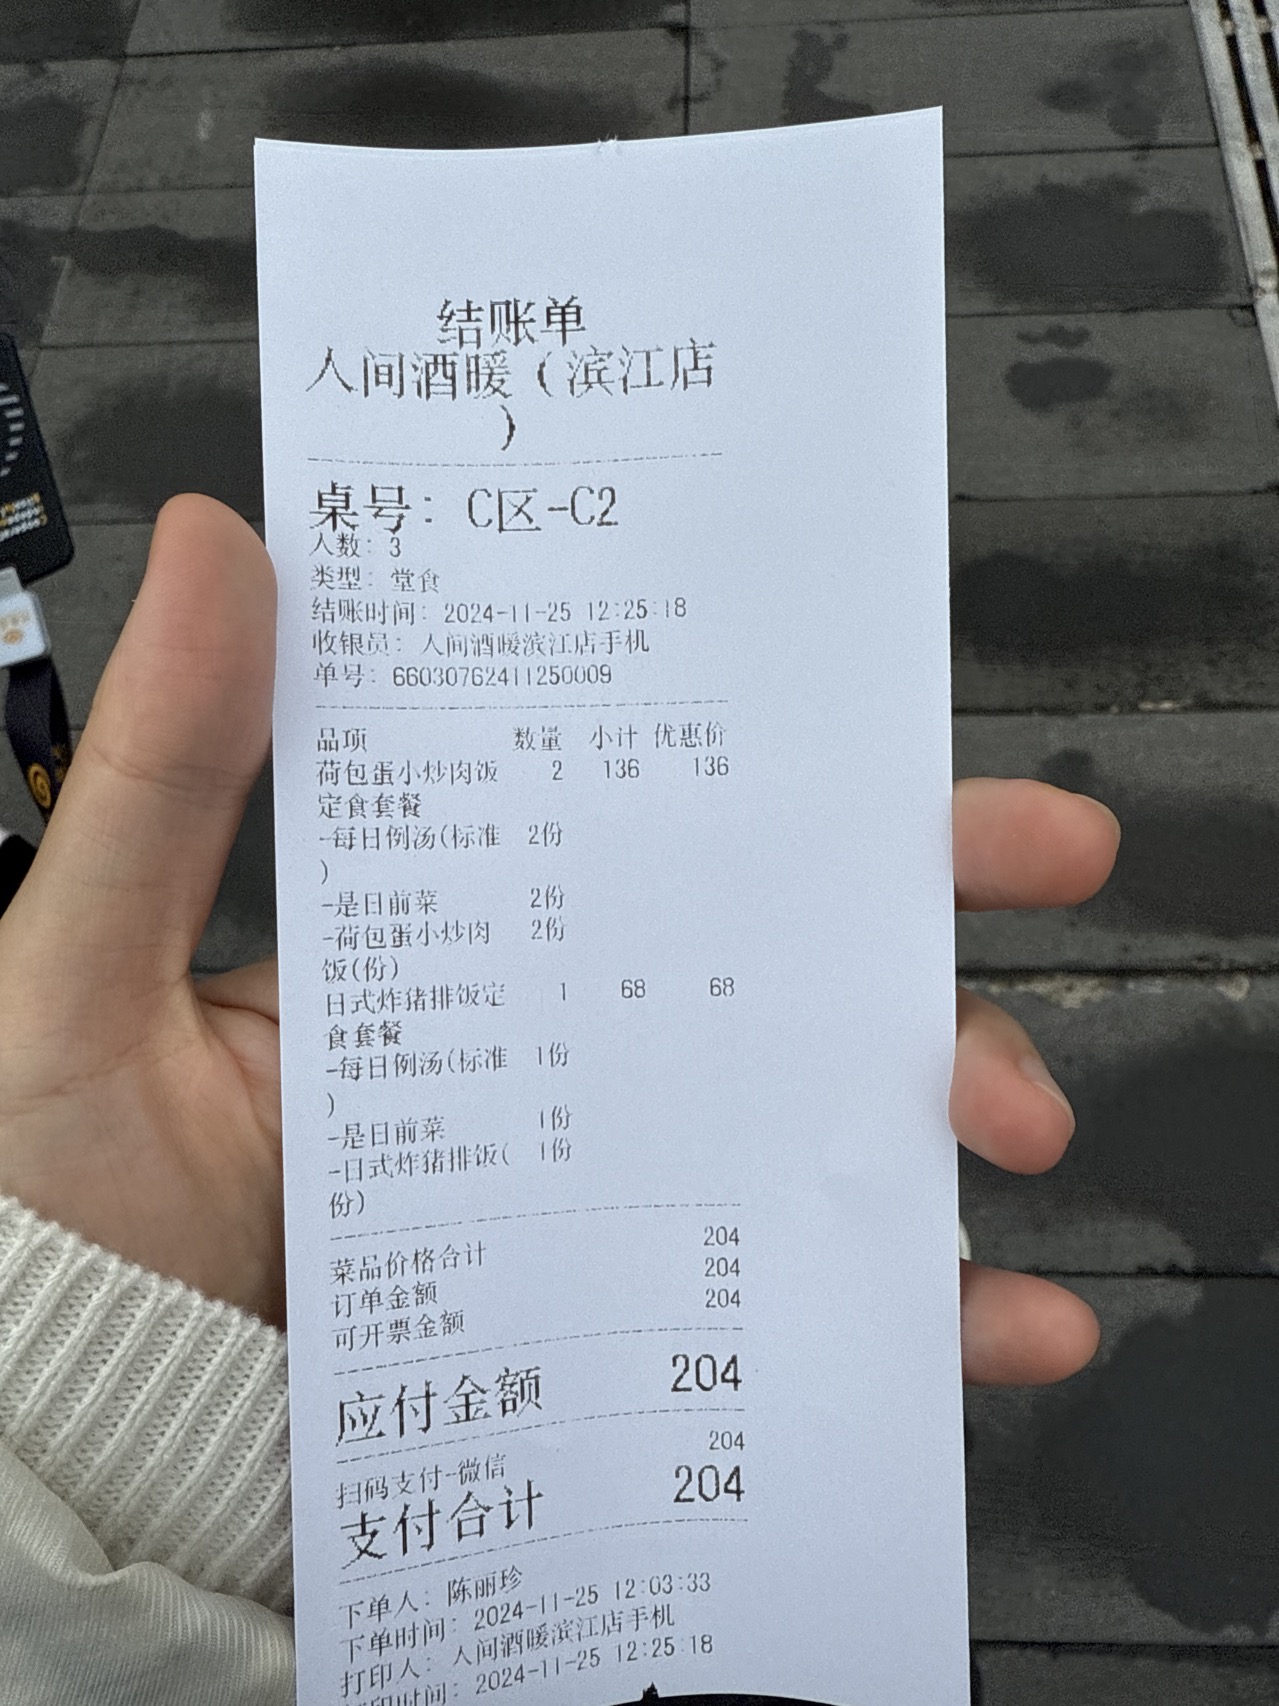 结账单
人间酒暖（滨江店
）
桌号：C区-C2
人数：3
类型：堂食
结账时间：2024-11-25 12:25:18
收银员：人间酒暖滨江店手机
单号：66030762411250009
品项 数量 小计 优惠价
荷包蛋小炒肉饭 2 136 136
定食套餐
-每日例汤(标准 2份
)
-是日前菜 2份
-荷包蛋小炒肉 2份
饭(份)
日式炸猪排饭定 1 68 68
食套餐
-每日例汤(标准 1份
)
-是日前菜 1份
-日式炸猪排饭( 1份
份)
菜品价格合计 204
订单金额 204
可开票金额 204
应付金额 204
扫码支付-微信 204
支付合计 204
下单人：陈丽珍
下单时间：2024-11-25 12:03:33
打印人：人间酒暖滨江店手机
打印时间：2024-11-25 12:25:18